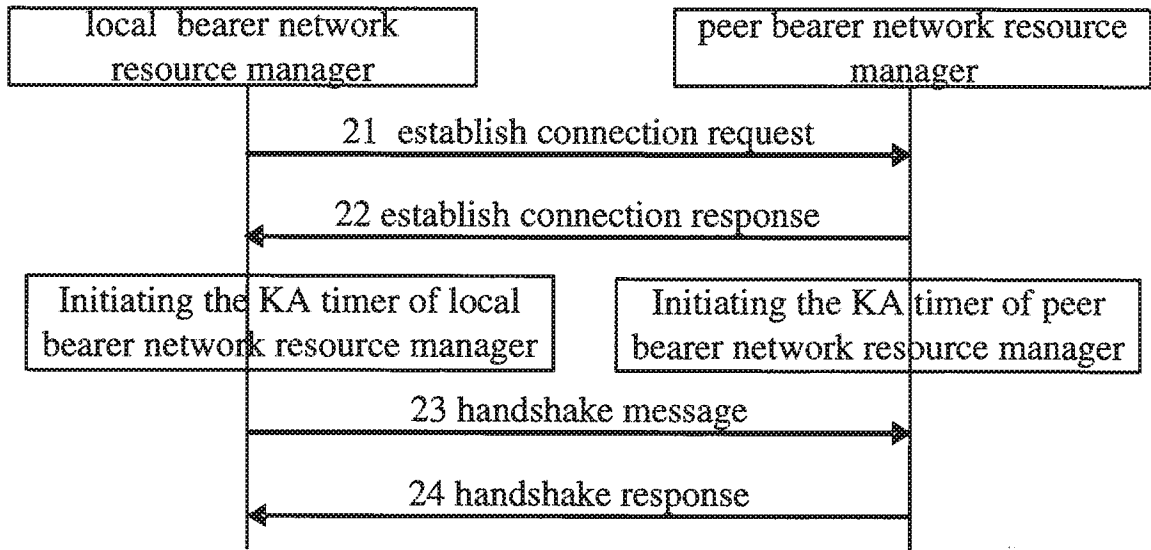 local bearer network
resource manager
peer bearer network resource
manager
21 establish connection request
22 establish connection response
Initiating the KA timer of local
bearer network resource manager
Initiating the KA timer of peer
bearer network resource manager
23 handshake message
24 handshake response